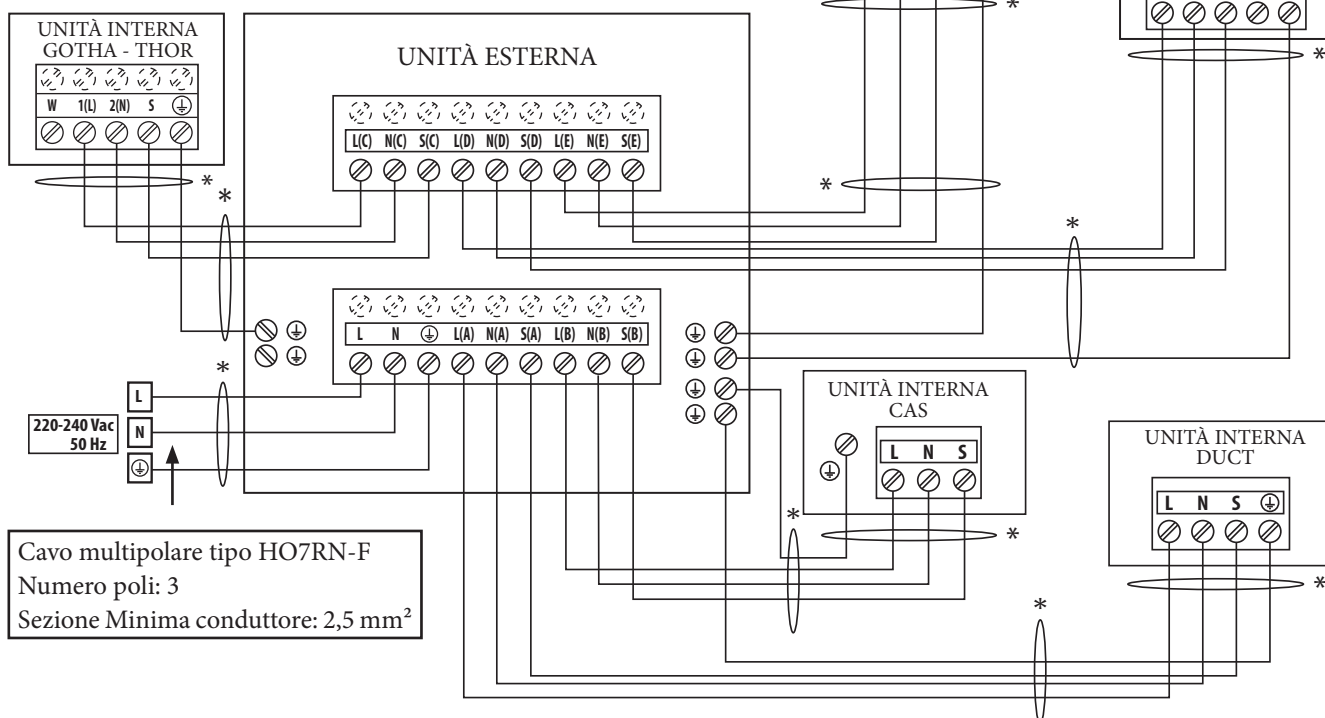 UNITÀ INTERNA
GOTHA - THOR
W 1(L) 2(N) S
*
*
UNITÀ ESTERNA
L(C) N(C) S(C) L(D) N(D) S(D) L(E) N(E) S(E)
L N L(A) N(A) S(A) L(B) N(B) S(B)
*
*
*
*
*
L
220-240 Vac
50 Hz
N
UNITÀ INTERNA
CAS
L N S
*
*
UNITÀ INTERNA
DUCT
L N S
*
*
Cavo multipolare tipo HO7RN-F
Numero poli: 3
Sezione Minima conduttore: 2,5 mm²